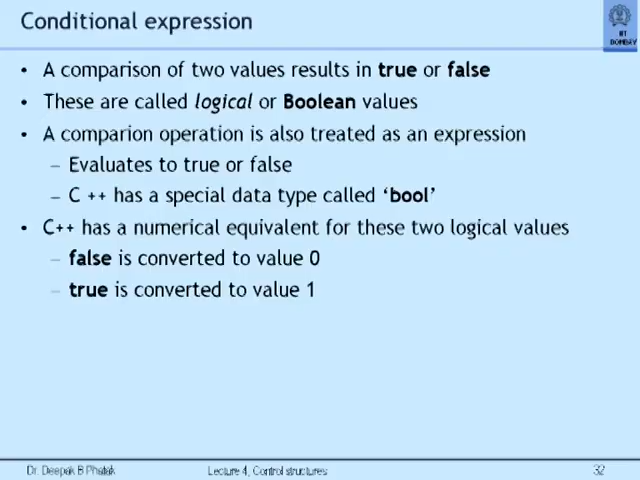 Conditional expression
IIT
BOMBAY
• A comparison of two values results in true or false
• These are called logical or Boolean values
• A comparion operation is also treated as an expression
– Evaluates to true or false
– C ++ has a special data type called ‘bool’
• C++ has a numerical equivalent for these two logical values
– false is converted to value 0
– true is converted to value 1
Dr. Deepak B Phatak Lecture 4, Control structures 32